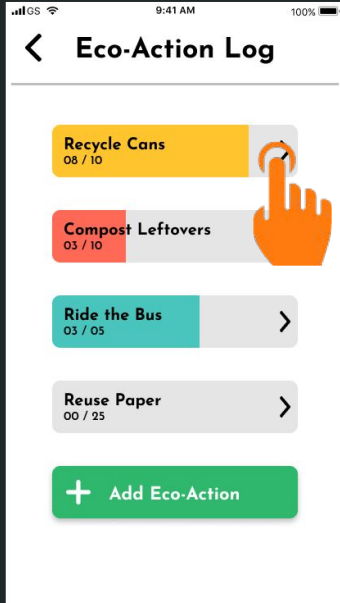 GS 9:41 AM 100%
Eco-Action Log
Recycle Cans
08 / 10
Compost Leftovers
03 / 10
Ride the Bus
03 / 05
Reuse Paper
00 / 25
+ Add Eco-Action